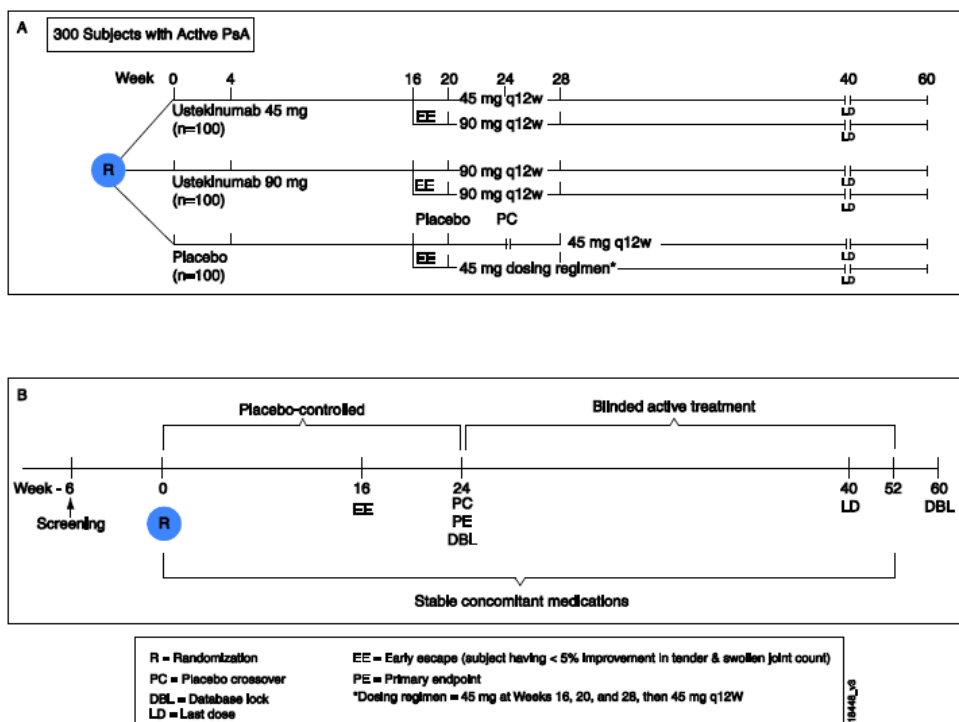 A
300 Subjects with Active PsA
Week 0 4 16 20 24 28 40 60
45 mg q12w
Ustekinumab 45 mg
(n=100)
EE
90 mg q12w
LD
LD
R
90 mg q12w
Ustekinumab 90 mg
(n=100)
EE
90 mg q12w
LD
LD
Placebo PC
45 mg q12w
Placebo
(n=100)
EE
45 mg dosing regimen*
LD
LD
B
Placebo-controlled
Blinded active treatment
Week - 6 0 16 24 40 52 60
Screening
R
EE
PC
PE
DBL
LD
DBL
Stable concomitant medications
R = Randomization
EE = Early escape (subject having < 5% improvement in tender & swollen joint count)
PC = Placebo crossover
PE = Primary endpoint
DBL = Database lock
*Dosing regimen = 45 mg at Weeks 16, 20, and 28, then 45 mg q12W
LD = Last dose
18448_v3